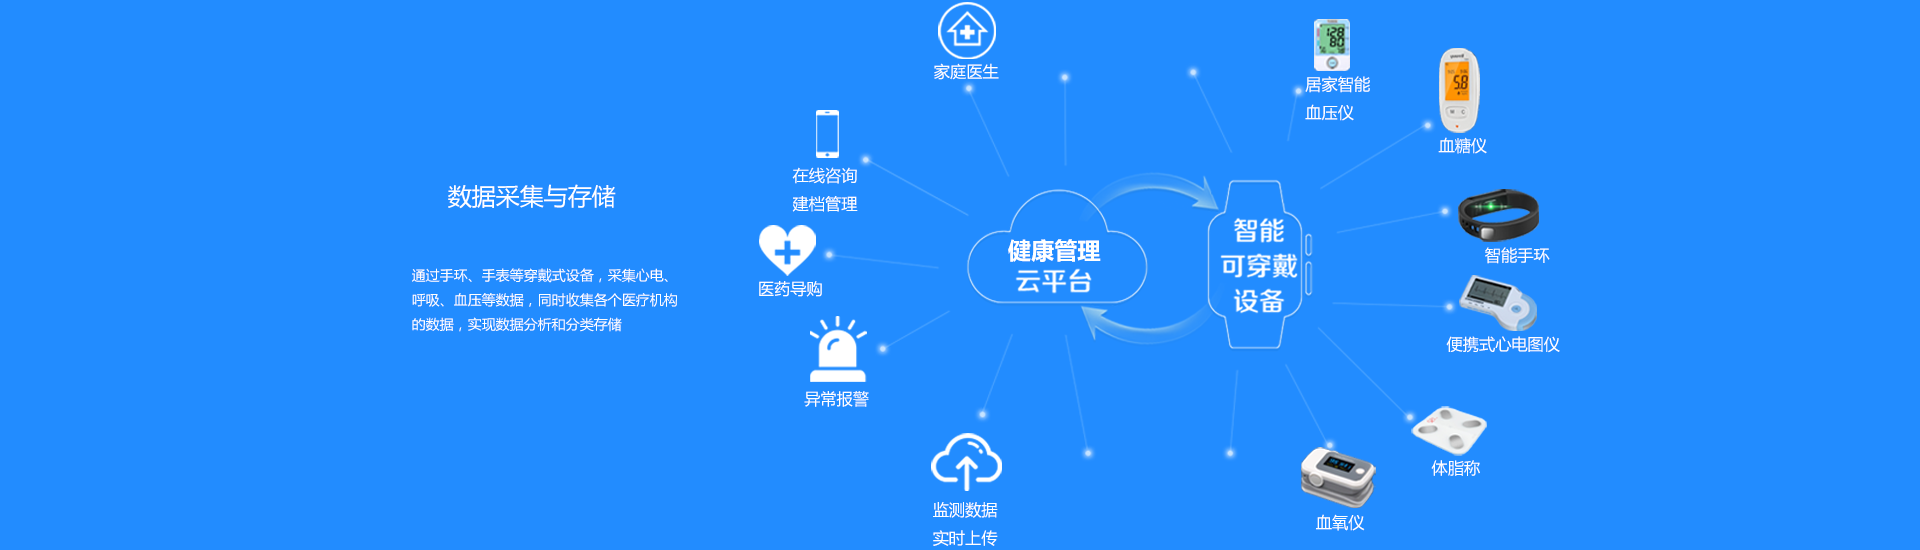 数据采集与存储
通过手环、手表等穿戴式设备，采集心电、
呼吸、血压等数据，同时收集各个医疗机构
的数据，实现数据分析和分类存储
家庭医生
在线咨询
建档管理
医药导购
异常报警
监测数据
实时上传
健康管理
云平台
智能
可穿戴
设备
128
80
居家智能
血压仪
5.8
血糖仪
智能手环
便携式心电图仪
体脂称
血氧仪